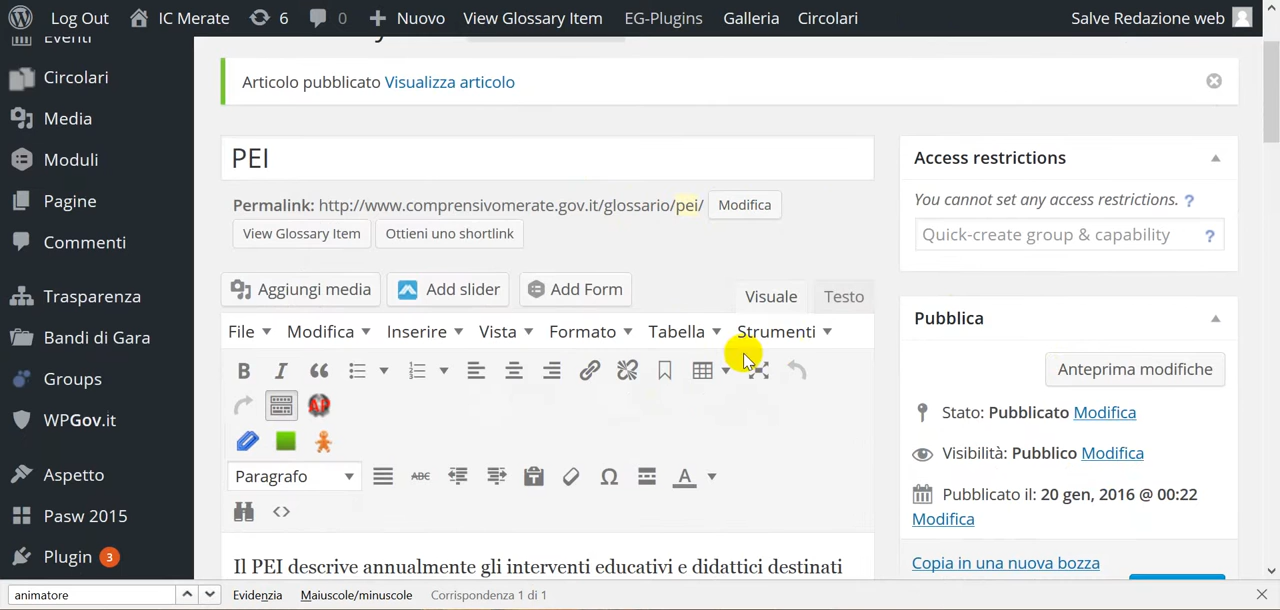 Log Out IC Merate 6 0 Nuovo View Glossary Item EG-Plugins Galleria Circolari Salve Redazione web
Eventi
Circolari
Media
Moduli
Pagine
Commenti
Trasparenza
Bandi di Gara
Groups
WPGov.it
Aspetto
Pasw 2015
Plugin 3
Articolo pubblicato Visualizza articolo
PEI
Permalink: http://www.comprensivomerate.gov.it/glossario/pei/ Modifica
View Glossary Item Ottieni uno shortlink
Aggiungi media Add slider Add Form Visuale Testo
File Modifica Inserire Vista Formato Tabella Strumenti
B I
Paragrafo ABC A
Il PEI descrive annualmente gli interventi educativi e didattici destinati
Access restrictions
You cannot set any access restrictions. ?
Quick-create group & capability ?
Pubblica
Anteprima modifiche
Stato: Pubblicato Modifica
Visibilità: Pubblico Modifica
Pubblicato il: 20 gen, 2016 @ 00:22
Modifica
Copia in una nuova bozza
animatore Evidenzia Maiuscole/minuscole Corrispondenza 1 di 1